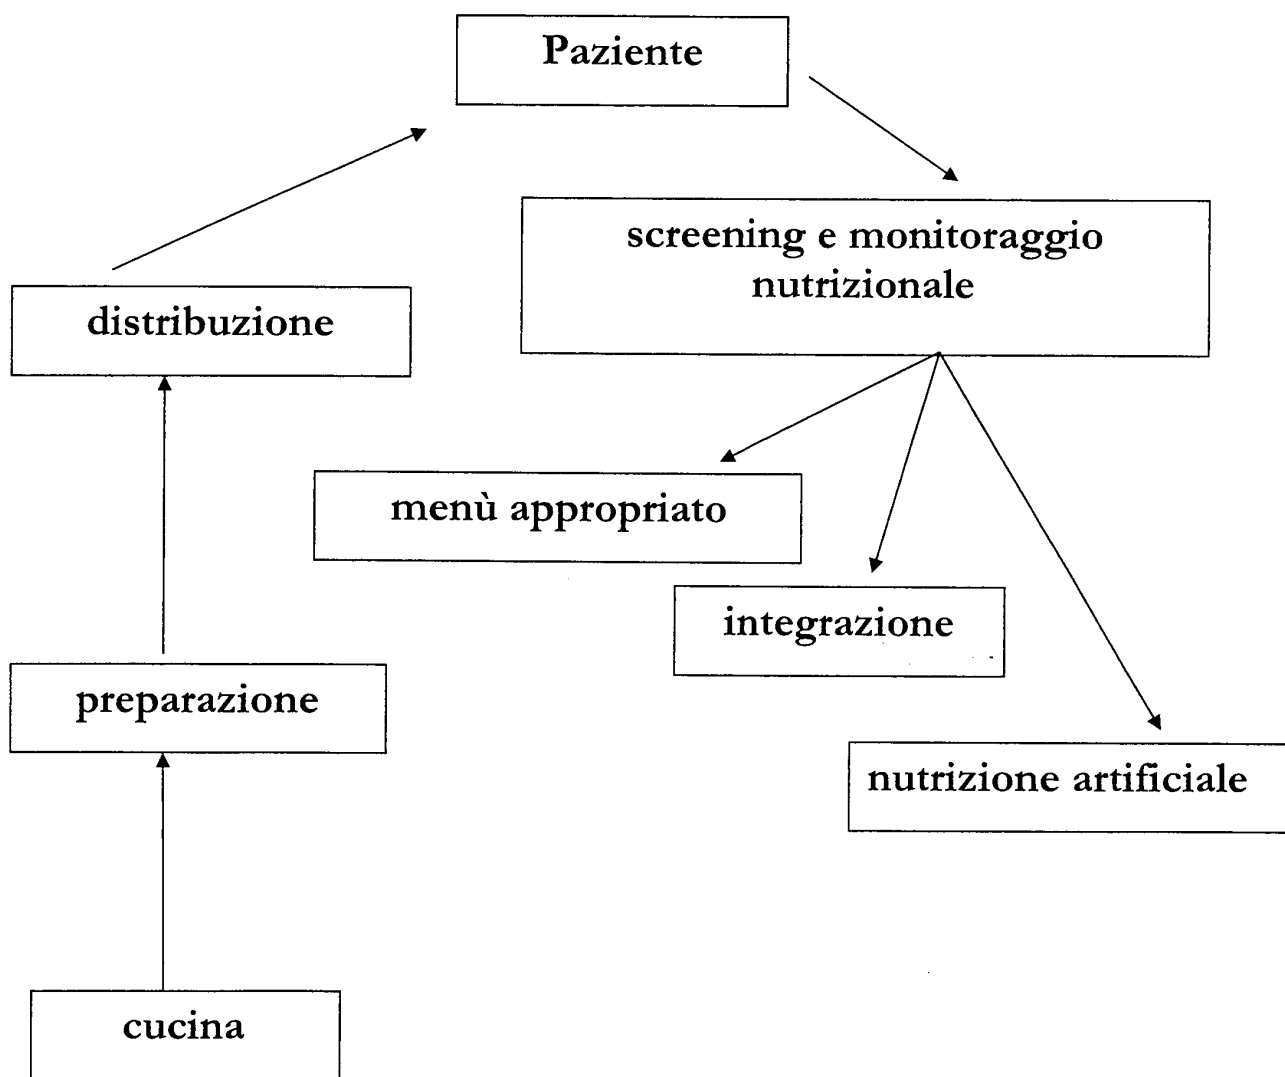 Paziente
screening e monitoraggio
nutrizionale
distribuzione
menù appropriato
integrazione
preparazione
nutrizione artificiale
cucina